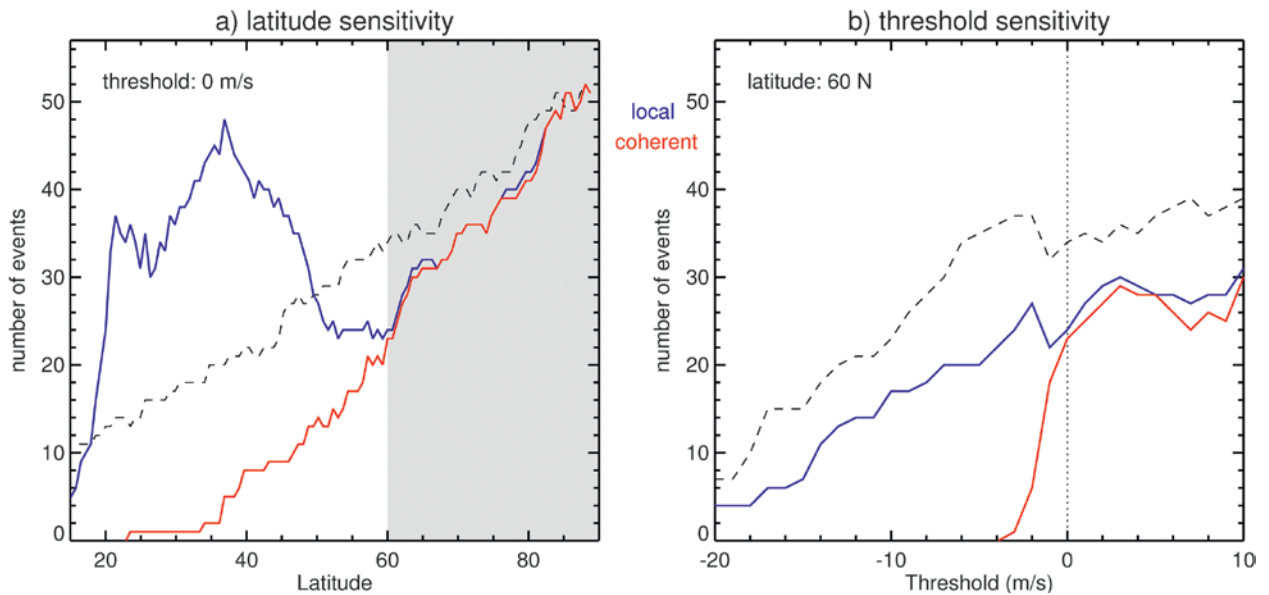 a) latitude sensitivity
threshold: 0 m/s
number of events
0
10
20
30
40
50
20
40
60
80
Latitude
local
coherent
b) threshold sensitivity
latitude: 60 N
number of events
0
10
20
30
40
50
-20
-10
0
10
Threshold (m/s)